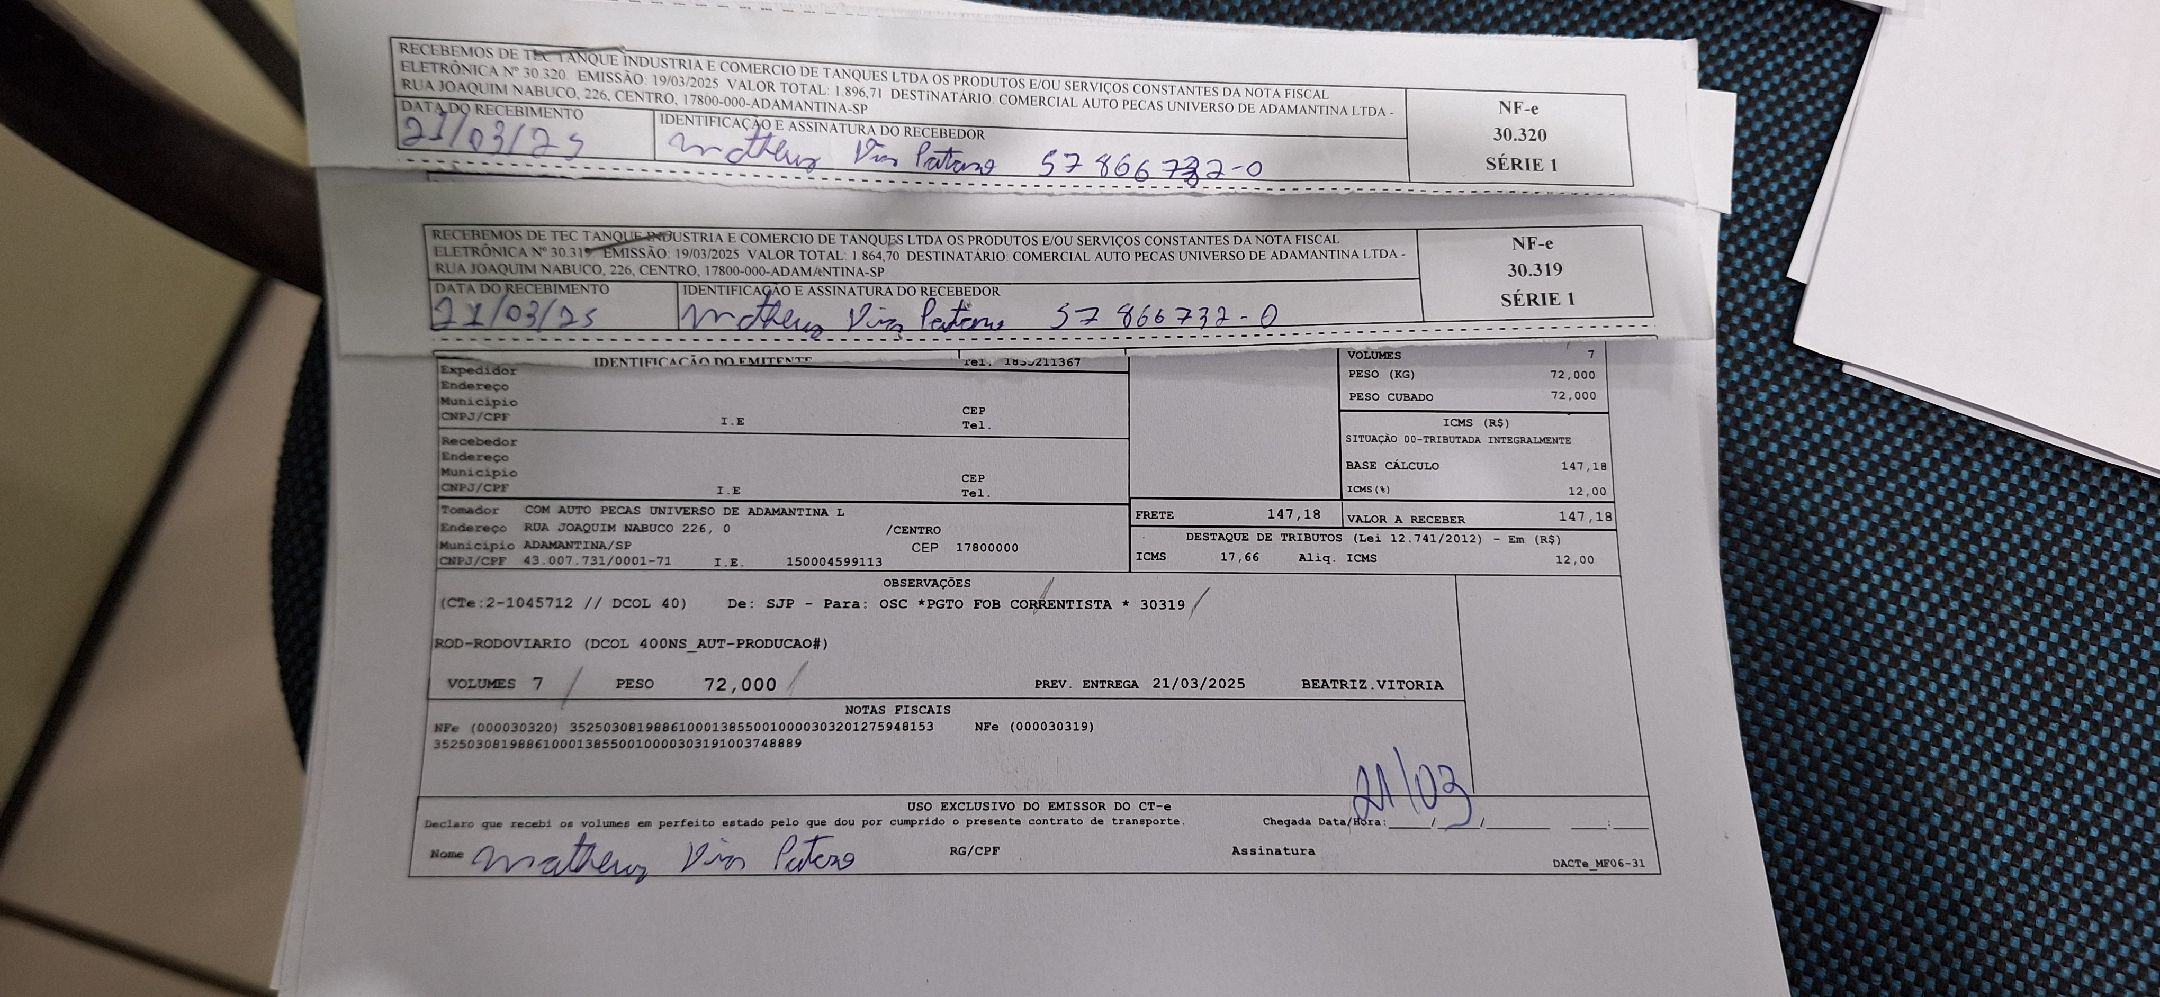 RECEBEMOS DE TEC TANQUE INDUSTRIA E COMERCIO DE TANQUES LTDA OS PRODUTOS E/OU SERVIÇOS CONSTANTES DA NOTA FISCAL
ELETRÔNICA Nº 30.320 EMISSÃO: 19/03/2025 VALOR TOTAL: 1.896,71 DESTINATÁRIO: COMERCIAL AUTO PECAS UNIVERSO DE ADAMANTINA LTDA -
RUA JOAQUIM NABUCO, 226, CENTRO, 17800-000-ADAMANTINA-SP
NF-e
30.320
SÉRIE 1
DATA DO RECEBIMENTO IDENTIFICAÇÃO E ASSINATURA DO RECEBEDOR
21/03/25 Matheus 57 866 732-0
RECEBEMOS DE TEC TANQUE INDUSTRIA E COMERCIO DE TANQUES LTDA OS PRODUTOS E/OU SERVIÇOS CONSTANTES DA NOTA FISCAL
ELETRÔNICA Nº 30.319 EMISSÃO: 19/03/2025 VALOR TOTAL: 1.864,70 DESTINATÁRIO: COMERCIAL AUTO PECAS UNIVERSO DE ADAMANTINA LTDA -
RUA JOAQUIM NABUCO, 226, CENTRO, 17800-000-ADAMANTINA-SP
NF-e
30.319
SÉRIE 1
DATA DO RECEBIMENTO IDENTIFICAÇÃO E ASSINATURA DO RECEBEDOR
21/03/25 Matheus 57 866732-0
IDENTIFICAÇÃO DO EMITENTE Tel. 1835211367
Expedidor
Endereço
Município CEP
CNPJ/CPF I.E Tel.
Recebedor
Endereço
Município CEP
CNPJ/CPF I.E Tel.
VOLUMES 7
PESO (KG) 72,000
PESO CUBADO 72,000
ICMS (R$)
SITUAÇÃO 00-TRIBUTADA INTEGRALMENTE
BASE CÁLCULO 147,18
ICMS(%) 12,00
Tomador COM AUTO PECAS UNIVERSO DE ADAMANTINA L
Endereço RUA JOAQUIM NABUCO 226, 0 /CENTRO
Município ADAMANTINA/SP CEP 17800000
CNPJ/CPF 43.007.731/0001-71 I.E. 150004599113
FRETE 147,18 VALOR A RECEBER 147,18
DESTAQUE DE TRIBUTOS (Lei 12.741/2012) - Em (R$)
ICMS 17,66 Aliq. ICMS 12,00
OBSERVAÇÕES
(CTe:2-1045712 // DCOL 40) De: SJP - Para: OSC *PGTO FOB CORRENTISTA * 30319
ROD-RODOVIARIO (DCOL 400NS_AUT-PRODUCAO#)
VOLUMES 7 PESO 72,000 PREV. ENTREGA 21/03/2025 BEATRIZ.VITORIA
NOTAS FISCAIS
NFe (000030320) 35250308198861000138550010000303201275948153 NFe (000030319)
35250308198861000138550010000303191003748889
USO EXCLUSIVO DO EMISSOR DO CT-e
Declaro que recebi os volumes em perfeito estado pelo que dou por cumprido o presente contrato de transporte. Chegada Data/Hora: 21/03
Nome Matheus RG/CPF Assinatura
DACTe_MF06-31